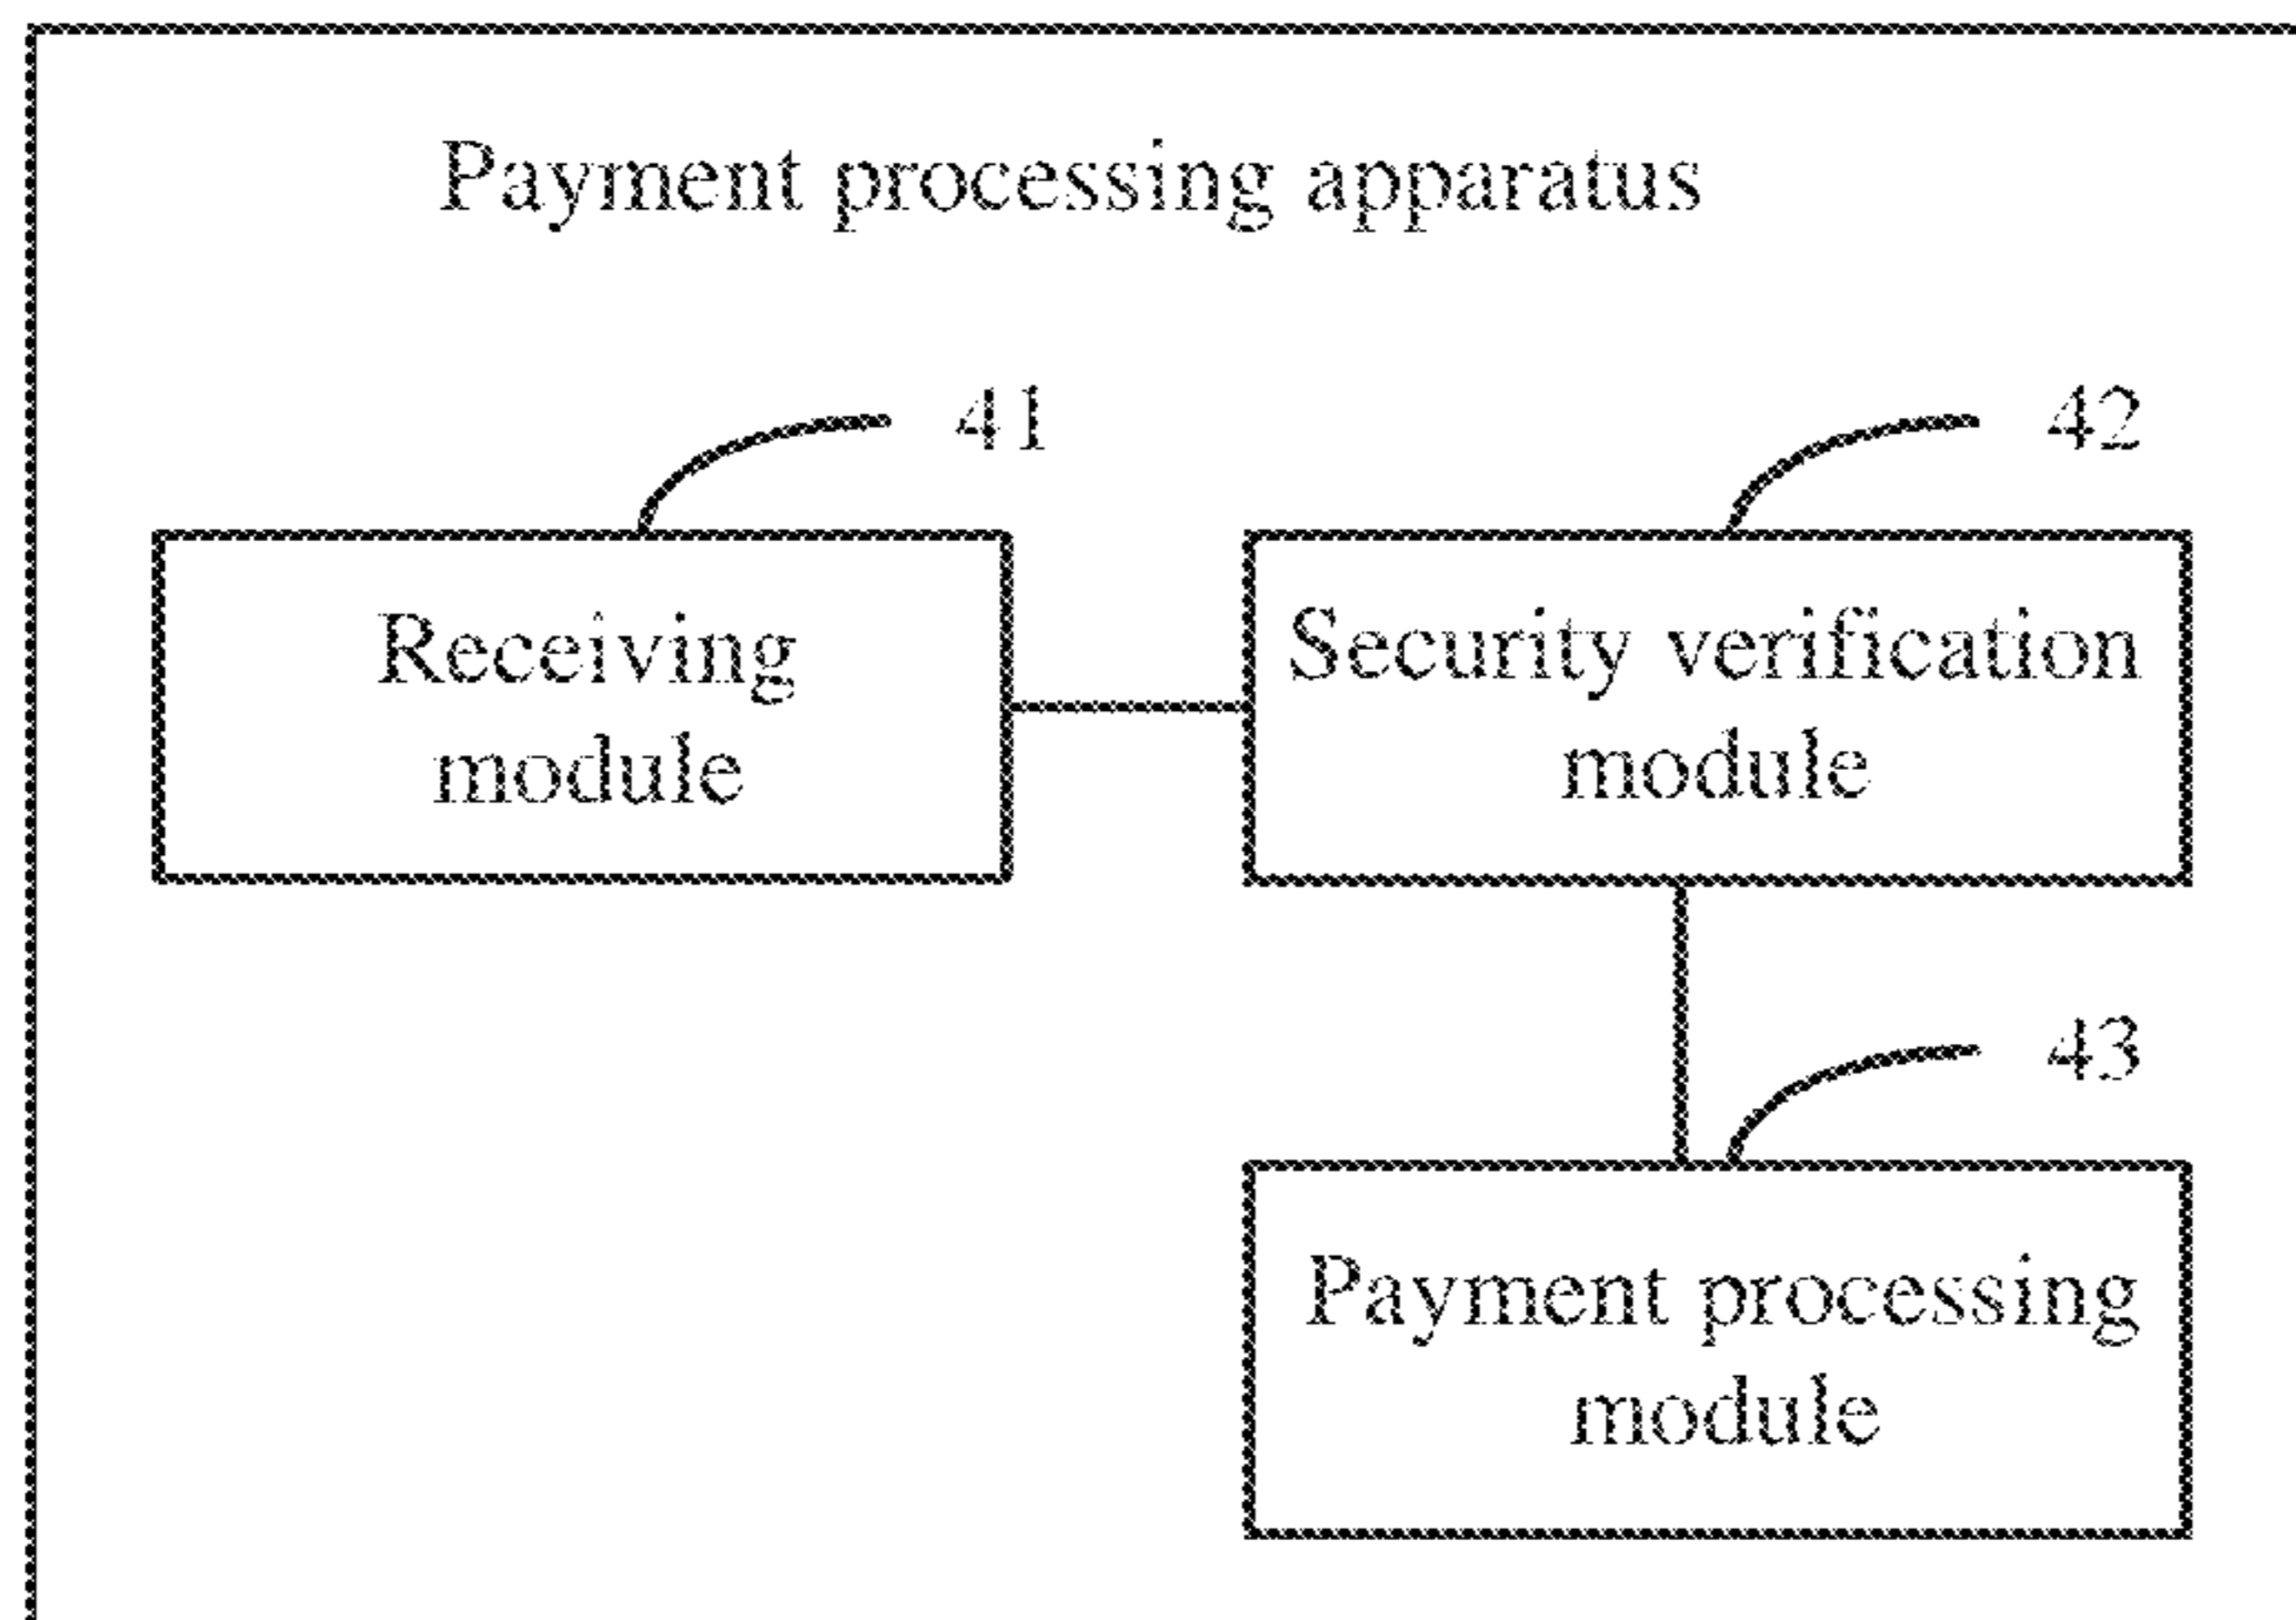 Payment processing apparatus
41
42
Receiving
module
Security verification
module
43
Payment processing
module